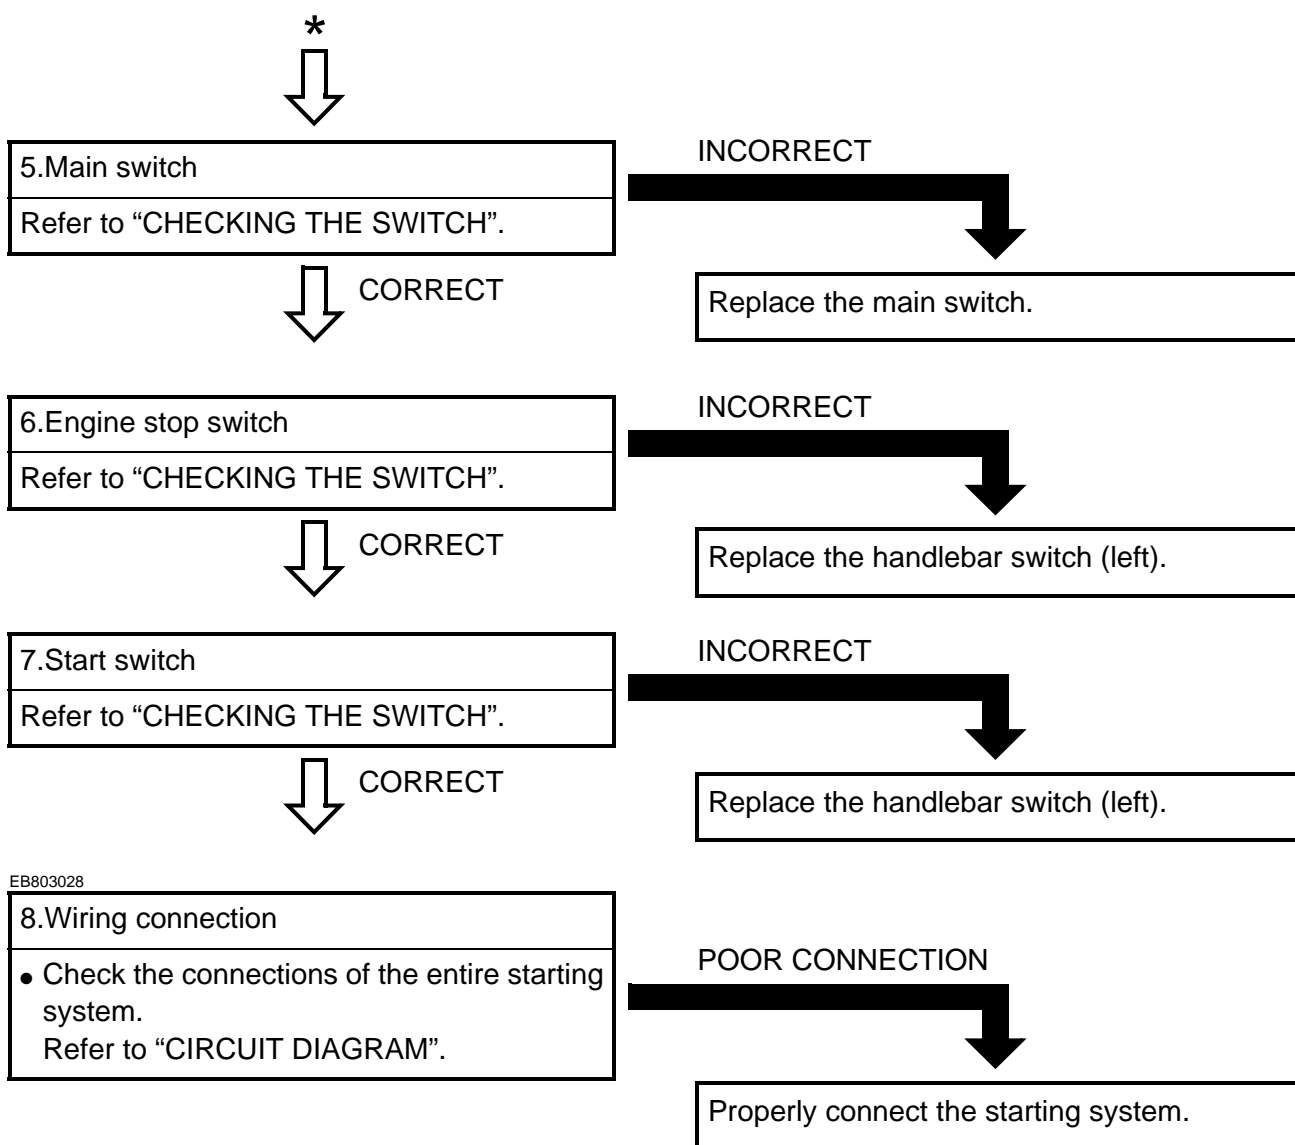 *
5.Main switch
Refer to “CHECKING THE SWITCH”.
INCORRECT
CORRECT
Replace the main switch.
6.Engine stop switch
Refer to “CHECKING THE SWITCH”.
INCORRECT
CORRECT
Replace the handlebar switch (left).
7.Start switch
Refer to “CHECKING THE SWITCH”.
INCORRECT
CORRECT
Replace the handlebar switch (left).
EB803028
8.Wiring connection
● Check the connections of the entire starting
system.
Refer to “CIRCUIT DIAGRAM”.
POOR CONNECTION
Properly connect the starting system.